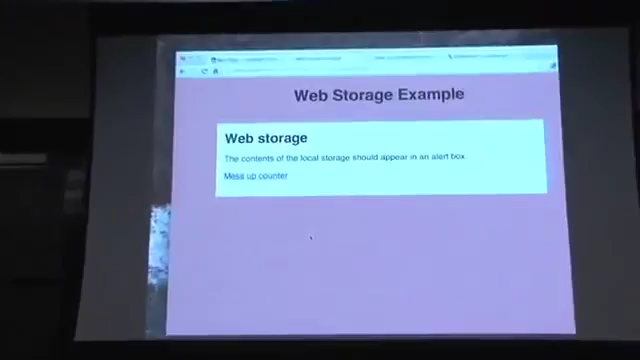 Web Storage Example
Web storage
The contents of the local storage should appear in an alert box.
Mess up counter